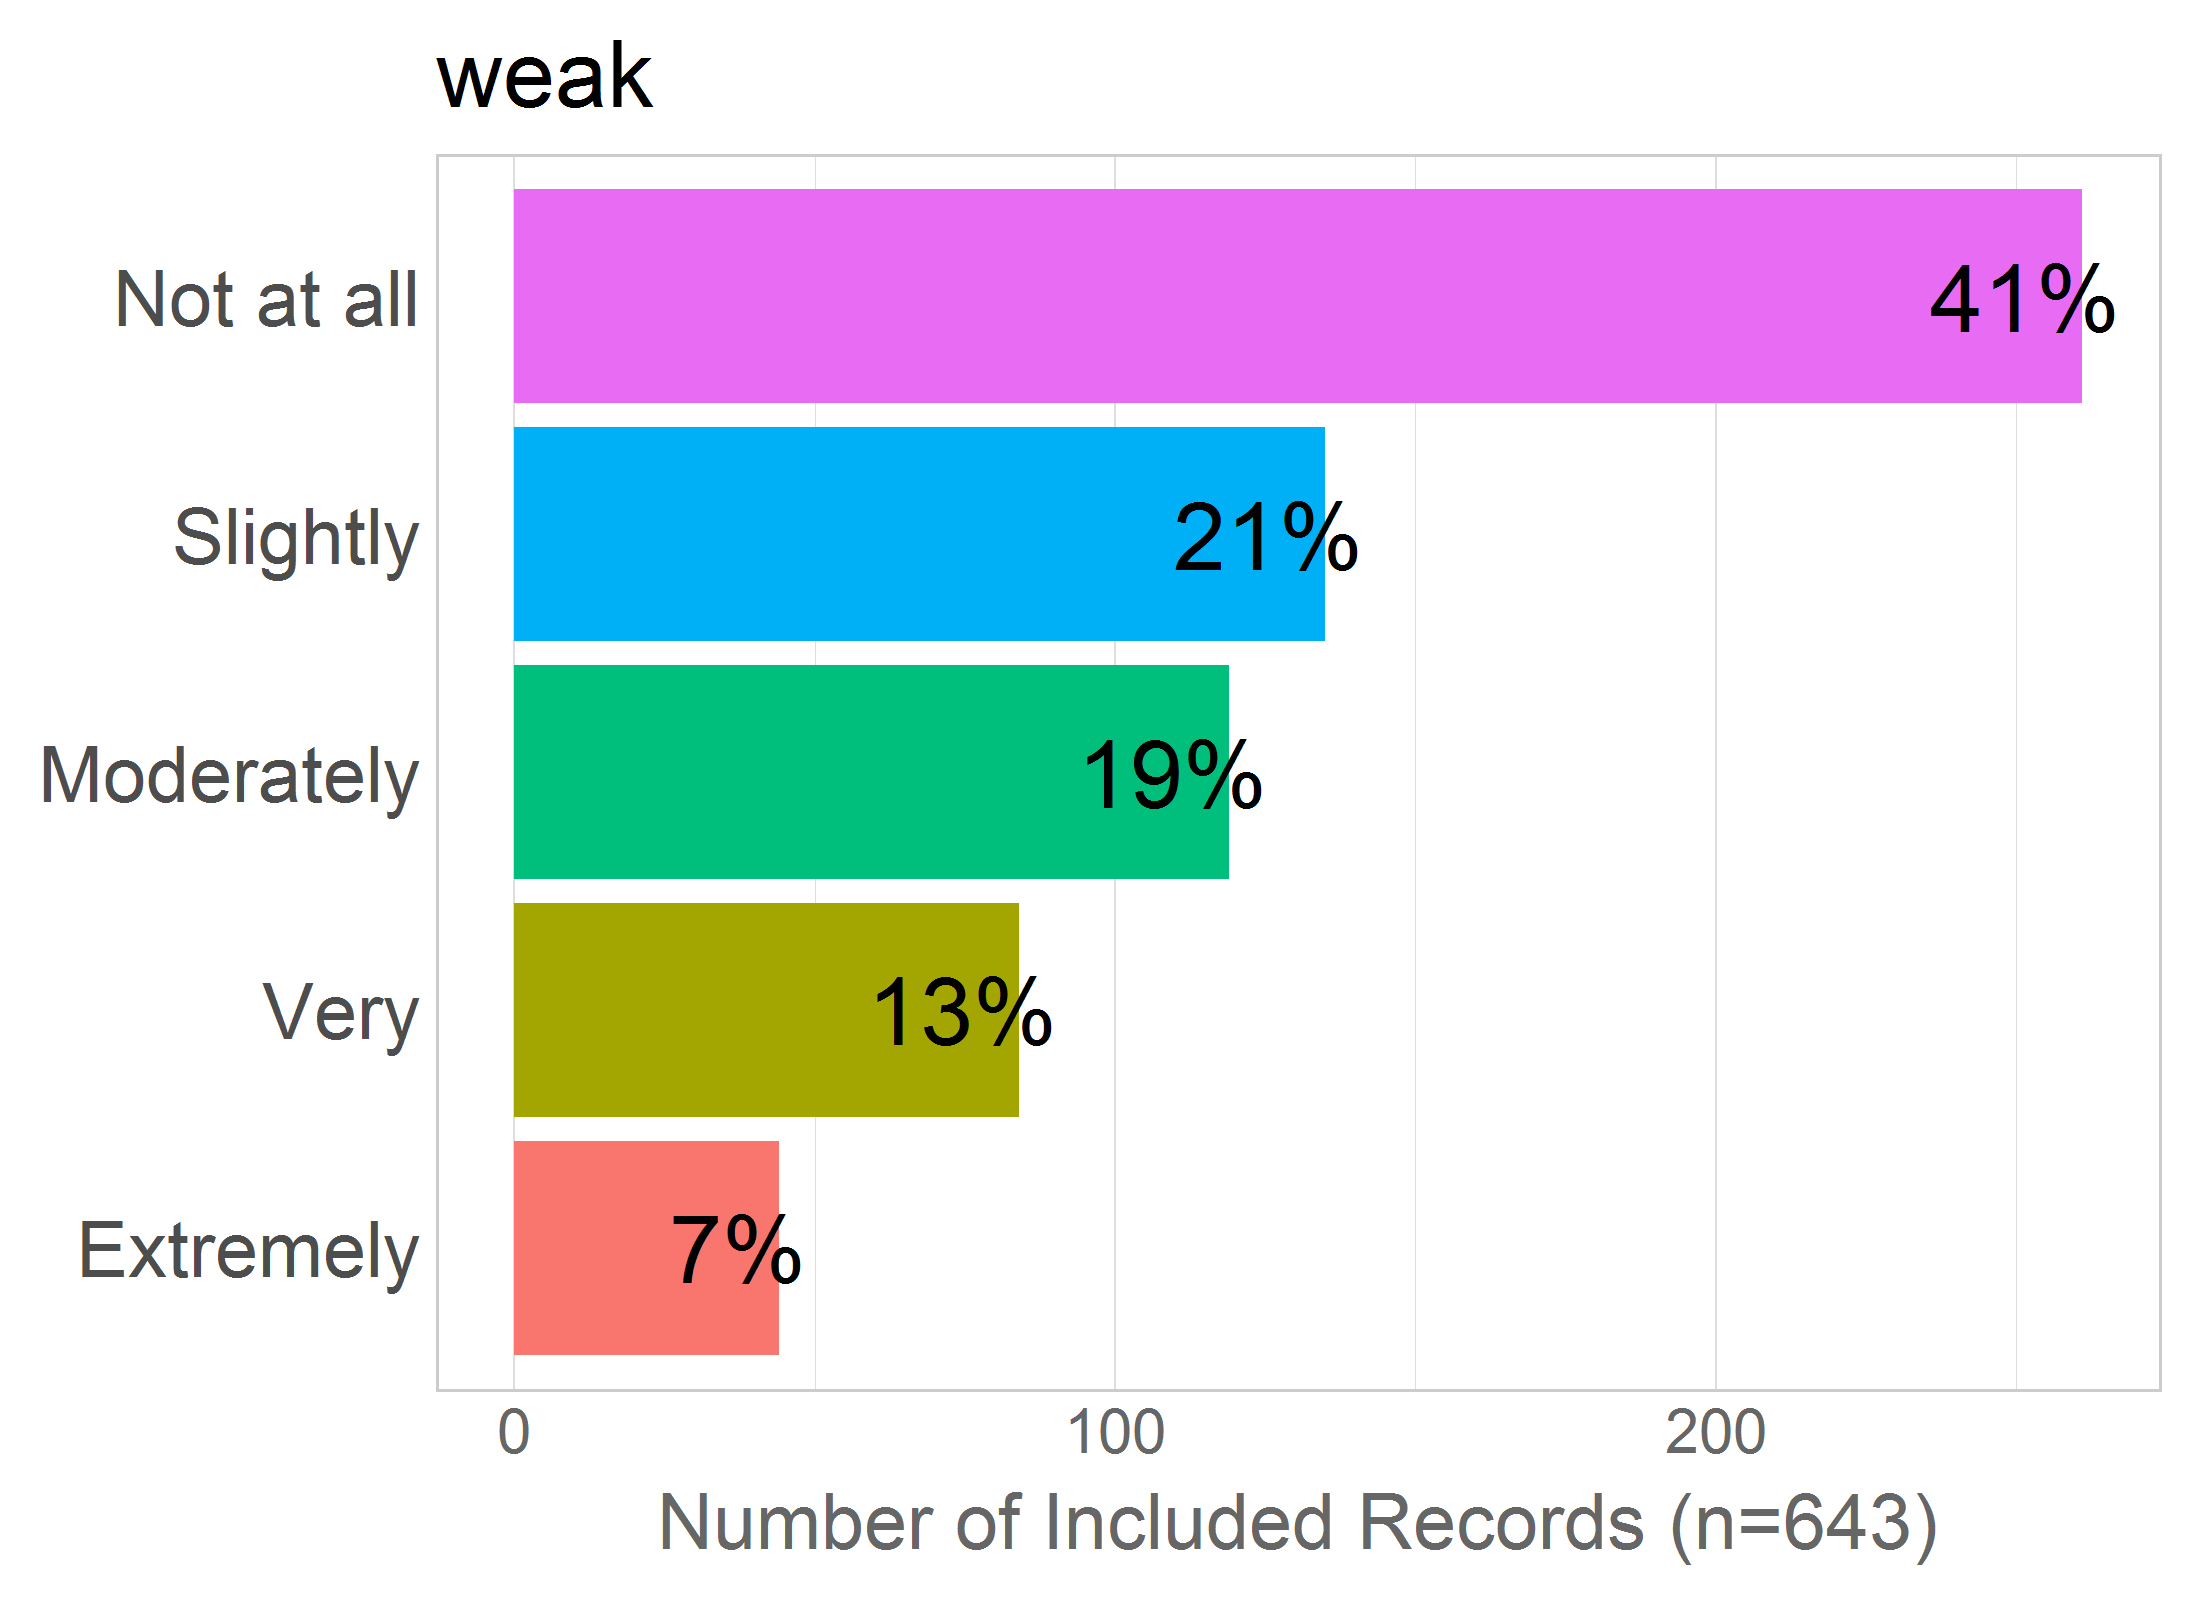 weak
Not at all
41%
Slightly
21%
Moderately
19%
Very
13%
Extremely
7%
0 100 200
Number of Included Records (n=643)